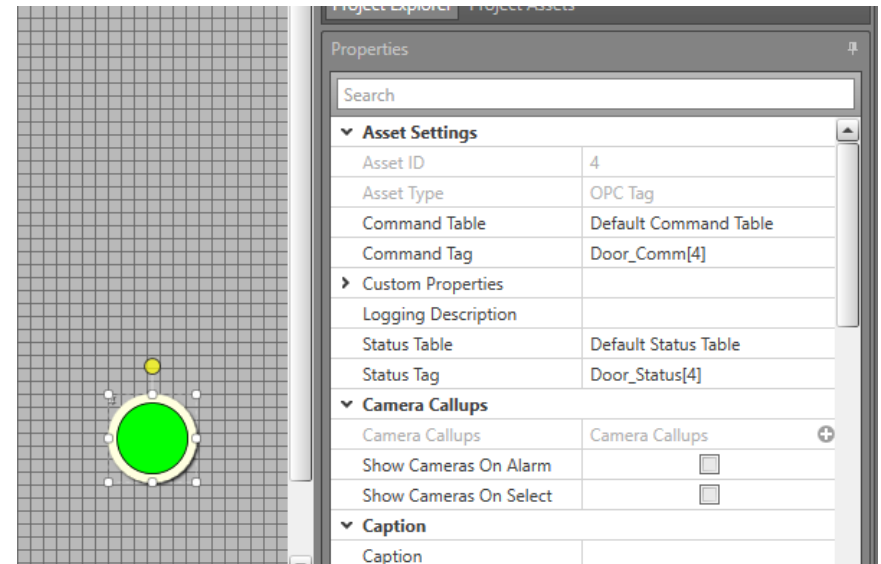 Project Explorer Project Assets
Properties
Search
Asset Settings
Asset ID 4
Asset Type OPC Tag
Command Table Default Command Table
Command Tag Door_Comm[4]
Custom Properties
Logging Description
Status Table Default Status Table
Status Tag Door_Status[4]
Camera Callups
Camera Callups Camera Callups
Show Cameras On Alarm
Show Cameras On Select
Caption
Caption